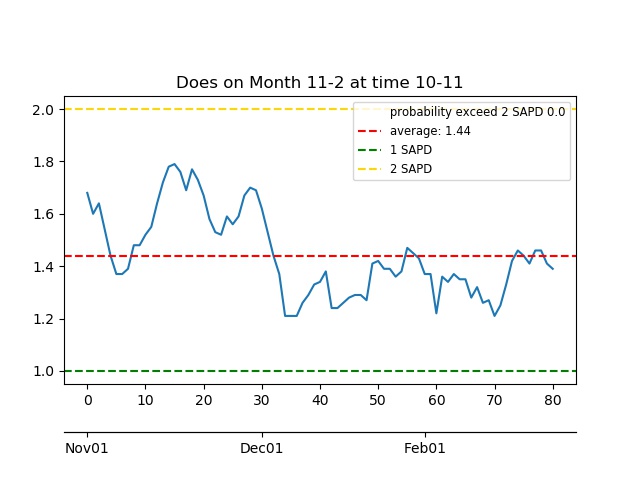 Does on Month 11-2 at time 10-11
probability exceed 2 SAPD 0.0
average: 1.44
1 SAPD
2 SAPD
2.0
1.8
1.6
1.4
1.2
1.0
0 10 20 30 40 50 60 70 80
Nov01 Dec01 Feb01